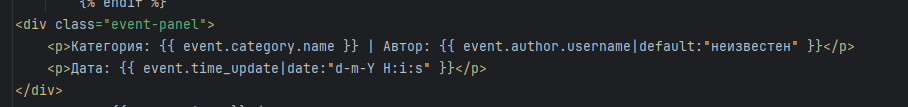 {% endif %}
<div class="event-panel">
<p>Категория: {{ event.category.name }} | Автор: {{ event.author.username|default:"неизвестен" }}</p>
<p>Дата: {{ event.time_update|date:"d-m-Y H:i:s" }}</p>
</div>